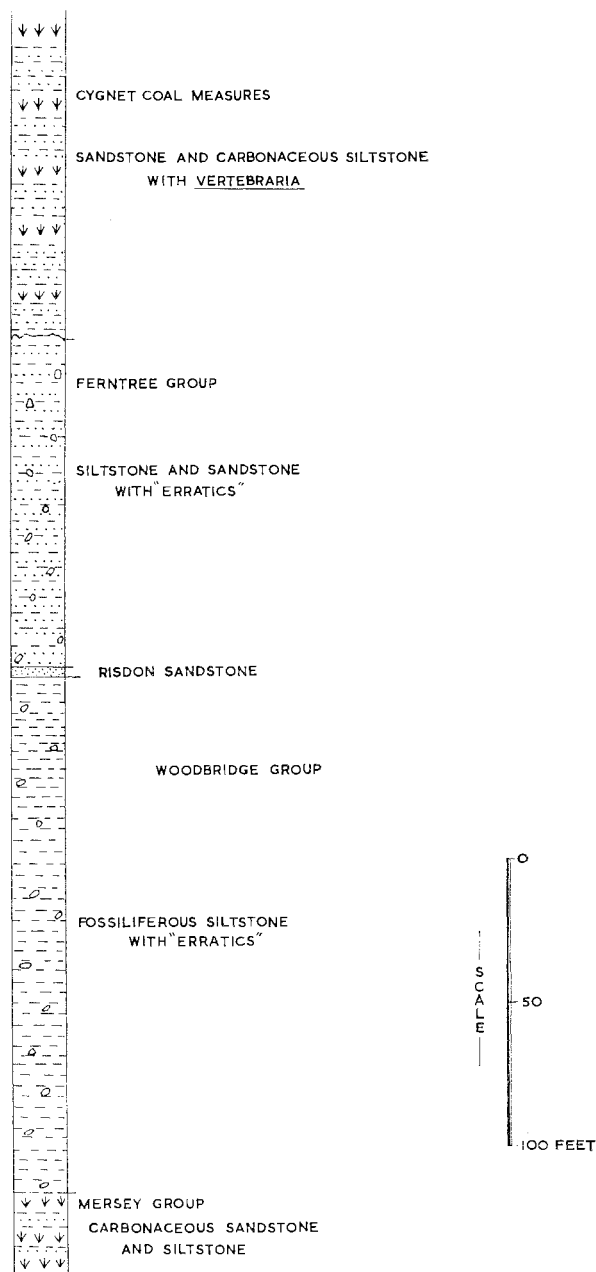 CYGNET COAL MEASURES
SANDSTONE AND CARBONACEOUS SILTSTONE
WITH VERTEBRARIA
FERNTREE GROUP
SILTSTONE AND SANDSTONE
WITH "ERRATICS"
RISDON SANDSTONE
WOODBRIDGE GROUP
FOSSILIFEROUS SILTSTONE
WITH "ERRATICS"
MERSEY GROUP
CARBONACEOUS SANDSTONE
AND SILTSTONE
SCALE
0
50
100 FEET